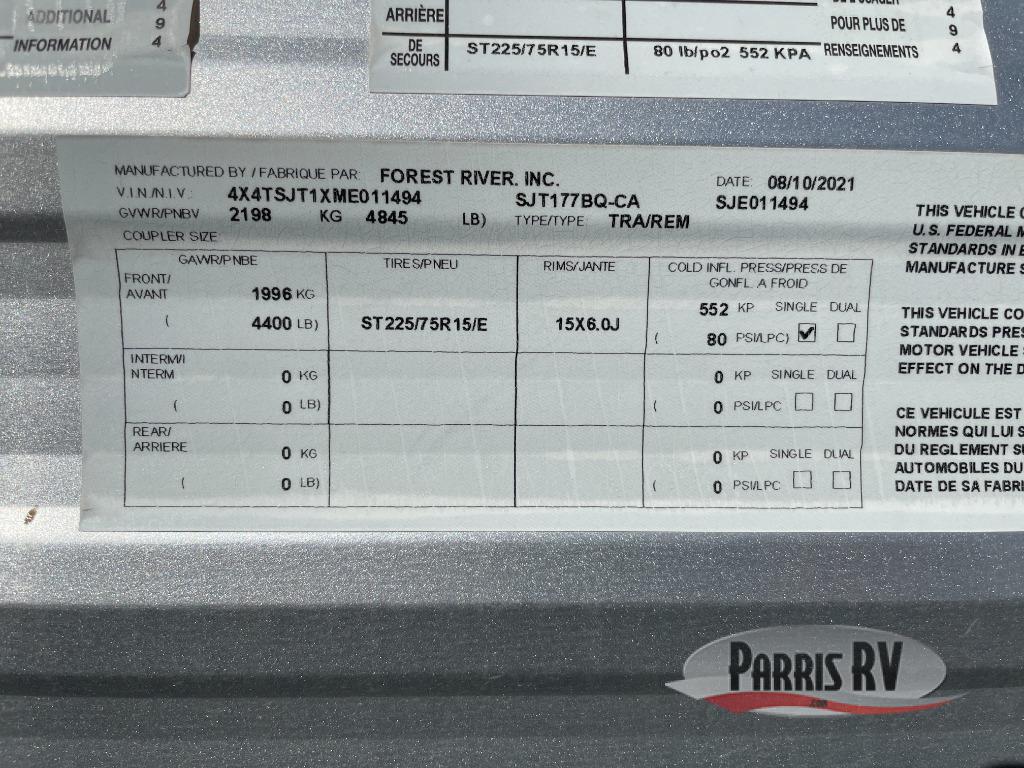 ADDITIONAL 9
INFORMATION 4
ARRIÈRE POUR PLUS DE 4
DE SECOURS ST225/75R15/E 80 lb/po2 552 KPA RENSEIGNEMENTS 9
4
MANUFACTURED BY / FABRIQUE PAR: FOREST RIVER. INC. DATE: 08/10/2021
V.I.N./N.I.V.: 4X4TSJT1XME011494 SJT177BQ-CA SJE011494
GVWR/PNBV 2198 KG 4845 LB) TYPE/TYPE: TRA/REM
COUPLER SIZE
GAWR/PNBE TIRES/PNEU RIMS/JANTE COLD INFL. PRESS/PRESS DE
GONFL. A FROID
FRONT/
AVANT 1996 KG 552 KP SINGLE DUAL
( 4400 LB) ST225/75R15/E 15X6.0J ( 80 PSI/LPC)
INTERM/I
NTERM 0 KG 0 KP SINGLE DUAL
( 0 LB) ( 0 PSI/LPC
REAR/
ARRIERE 0 KG 0 KP SINGLE DUAL
( 0 LB) ( 0 PSI/LPC
THIS VEHICLE
U.S. FEDERAL
STANDARDS IN
MANUFACTURE
THIS VEHICLE
STANDARDS
MOTOR VEHICLE
EFFECT ON THE
CE VEHICULE EST
NORMES QUI LUI
DU REGLEMENT
AUTOMOBILES DU
DATE DE SA
PARRIS RV
.com